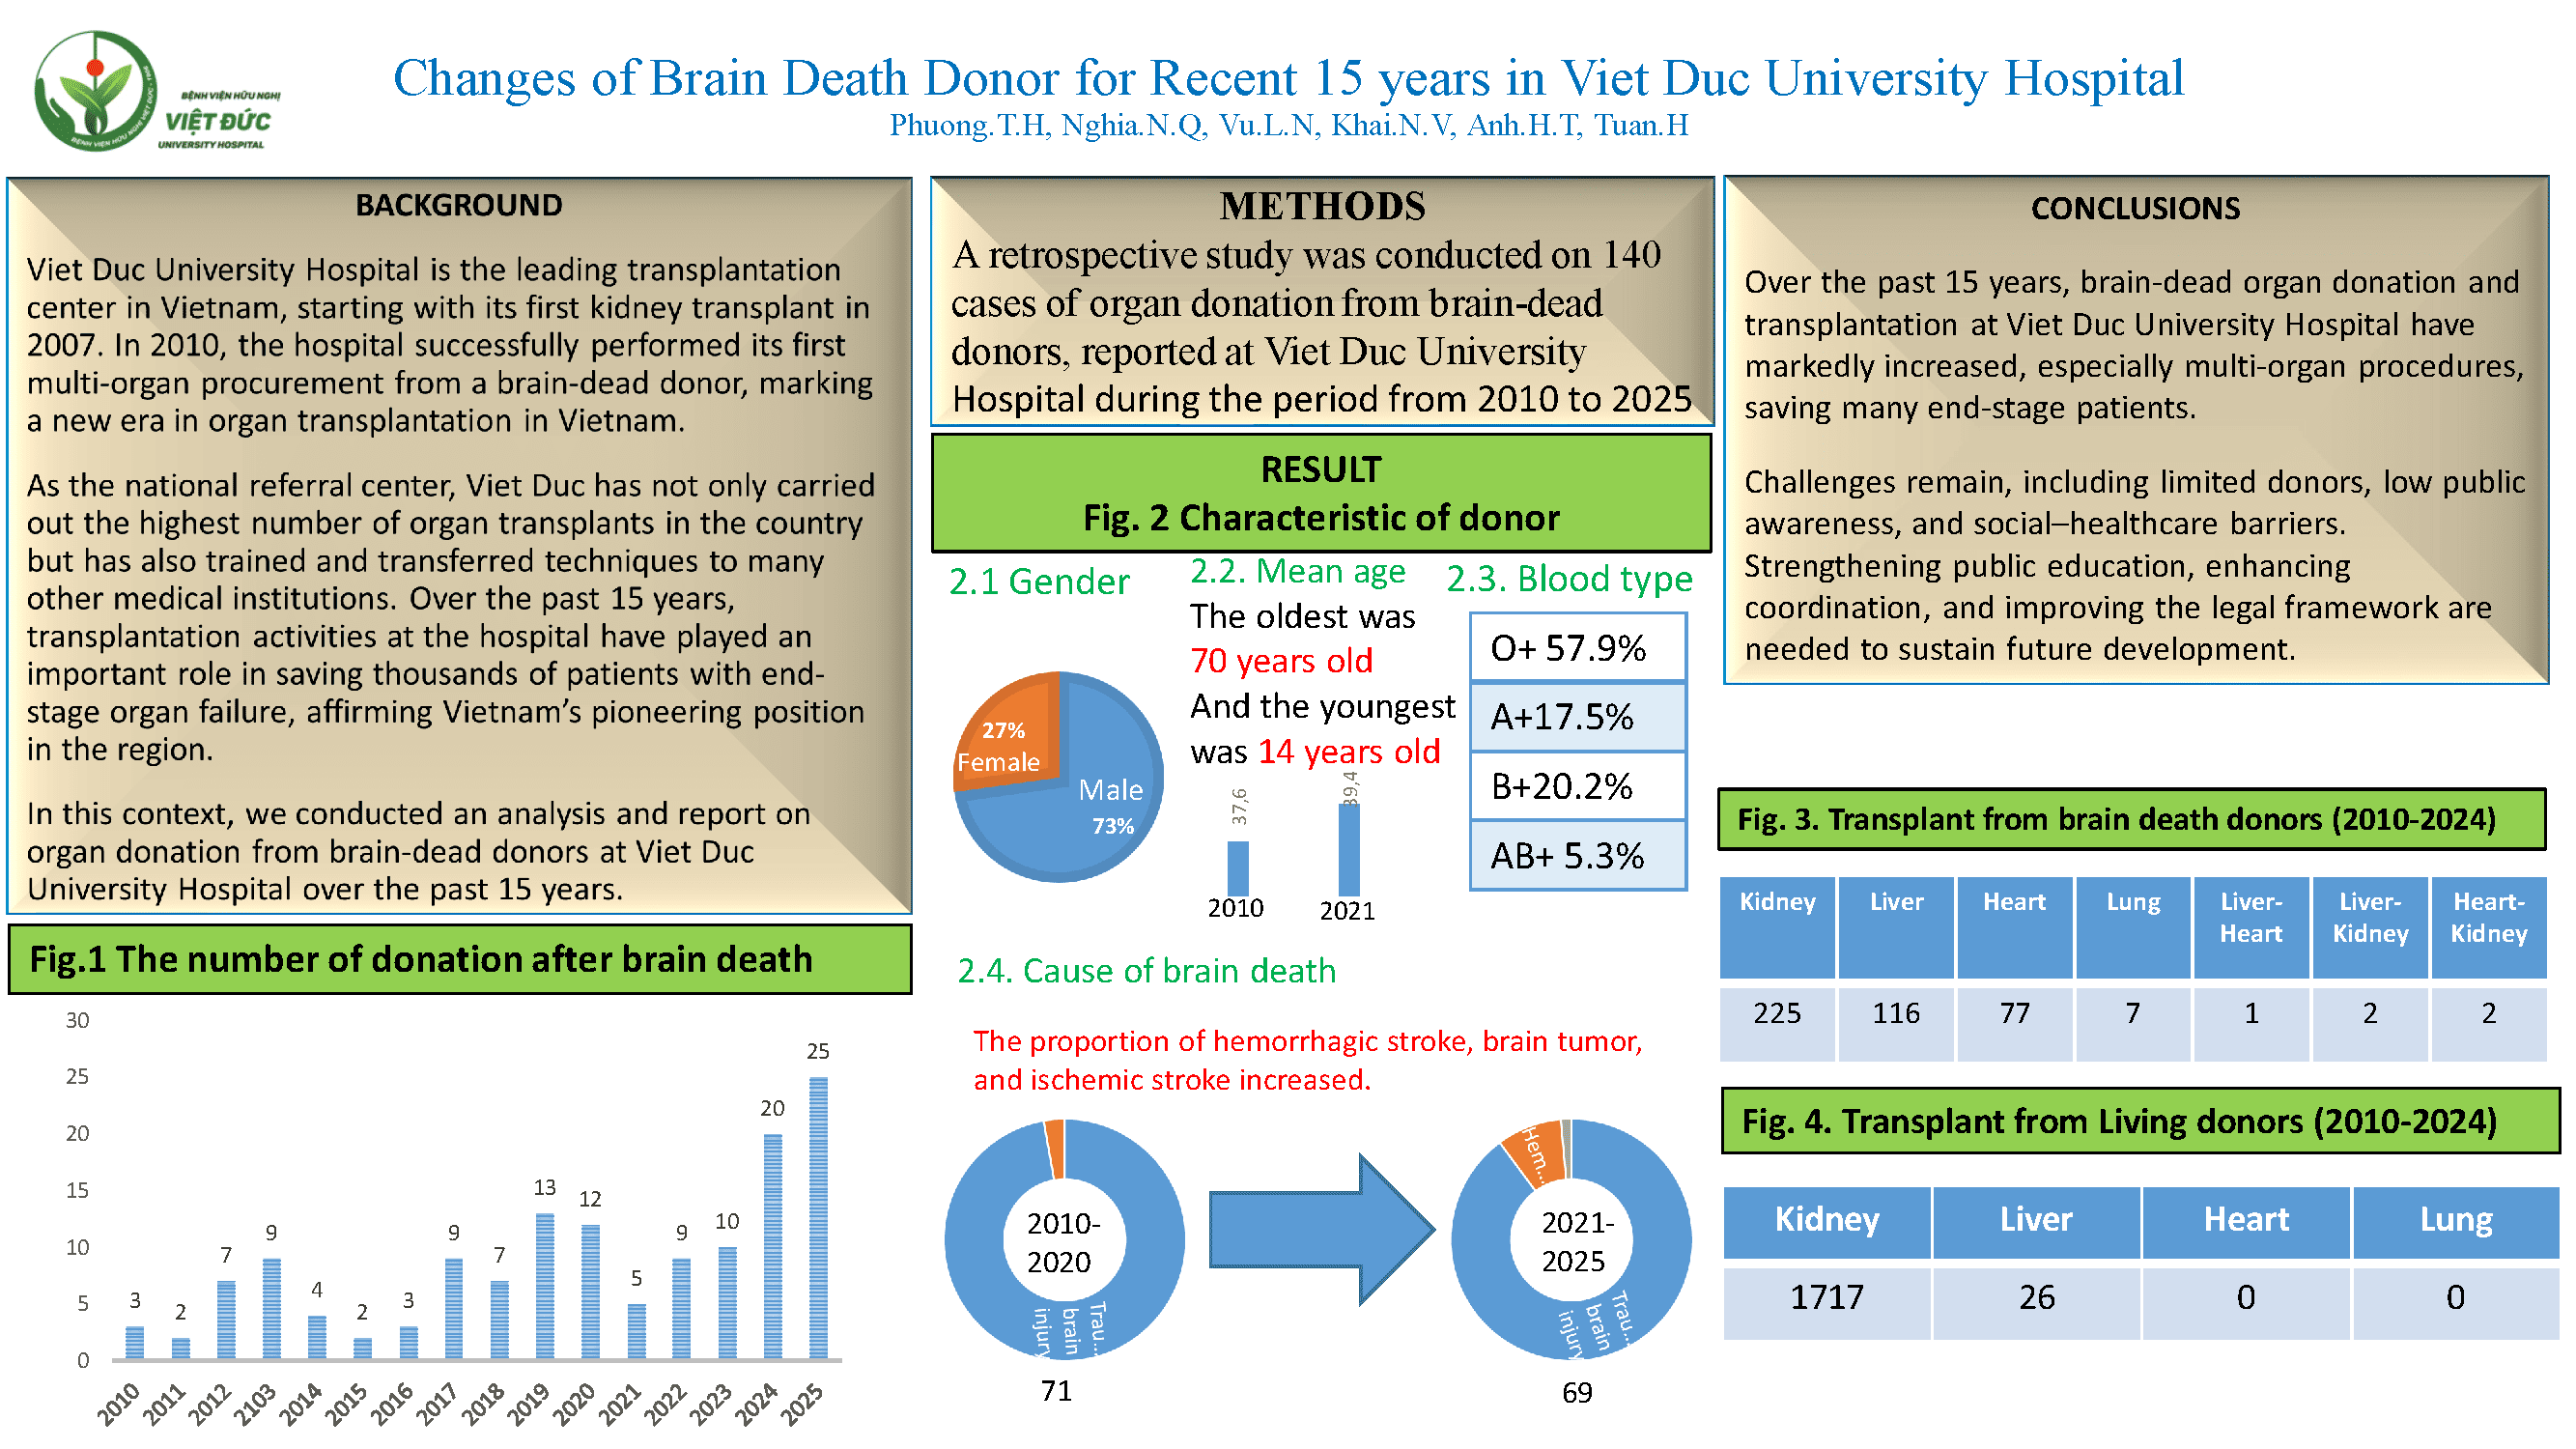 BỆNH VIỆN HỮU NGHỊ
VIỆT ĐỨC
UNIVERSITY HOSPITAL
Changes of Brain Death Donor for Recent 15 years in Viet Duc University Hospital
Phuong.T.H, Nghia.N.Q, Vu.L.N, Khai.N.V, Anh.H.T, Tuan.H
BACKGROUND
Viet Duc University Hospital is the leading transplantation
center in Vietnam, starting with its first kidney transplant in
2007. In 2010, the hospital successfully performed its first
multi-organ procurement from a brain-dead donor, marking
a new era in organ transplantation in Vietnam.
As the national referral center, Viet Duc has not only carried
out the highest number of organ transplants in the country
but has also trained and transferred techniques to many
other medical institutions. Over the past 15 years,
transplantation activities at the hospital have played an
important role in saving thousands of patients with end-
stage organ failure, affirming Vietnam’s pioneering position
in the region.
In this context, we conducted an analysis and report on
organ donation from brain-dead donors at Viet Duc
University Hospital over the past 15 years.
Fig.1 The number of donation after brain death
30
25
20
15
10
5
0
3
2
7
9
4
2
3
9
7
13
12
5
9
10
20
25
2010
2011
2012
2103
2014
2015
2016
2017
2018
2019
2020
2021
2022
2023
2024
2025
METHODS
A retrospective study was conducted on 140
cases of organ donation from brain-dead
donors, reported at Viet Duc University
Hospital during the period from 2010 to 2025
RESULT
Fig. 2 Characteristic of donor
2.1 Gender
27%
Female
Male
73%
2.2. Mean age
The oldest was
70 years old
And the youngest
was 14 years old
37,6
39,4
2010
2021
2.3. Blood type
O+ 57.9%
A+17.5%
B+20.2%
AB+ 5.3%
2.4. Cause of brain death
The proportion of hemorrhagic stroke, brain tumor,
and ischemic stroke increased.
2010-
2020
Trau...
brain
injury
71
Hem...
2021-
2025
Trau...
brain
injury
69
CONCLUSIONS
Over the past 15 years, brain-dead organ donation and
transplantation at Viet Duc University Hospital have
markedly increased, especially multi-organ procedures,
saving many end-stage patients.
Challenges remain, including limited donors, low public
awareness, and social–healthcare barriers.
Strengthening public education, enhancing
coordination, and improving the legal framework are
needed to sustain future development.
Fig. 3. Transplant from brain death donors (2010-2024)
Kidney Liver Heart Lung Liver- Liver- Heart-
Heart Kidney Kidney
225 116 77 7 1 2 2
Fig. 4. Transplant from Living donors (2010-2024)
Kidney Liver Heart Lung
1717 26 0 0